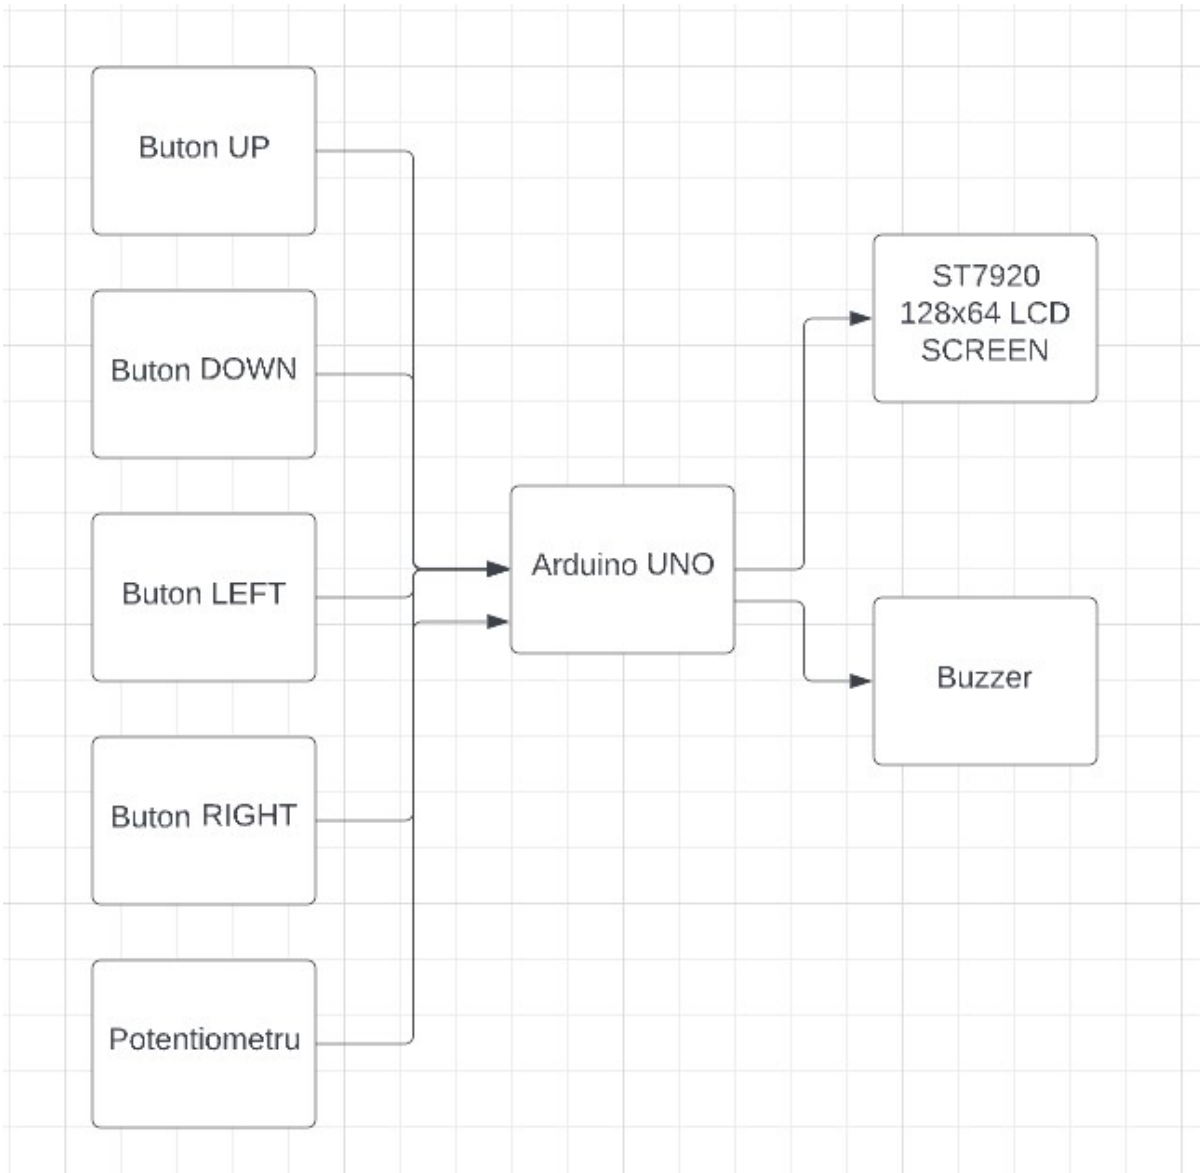 Buton UP
Buton DOWN
Buton LEFT
Buton RIGHT
Potentiometru
Arduino UNO
ST7920
128x64 LCD
SCREEN
Buzzer